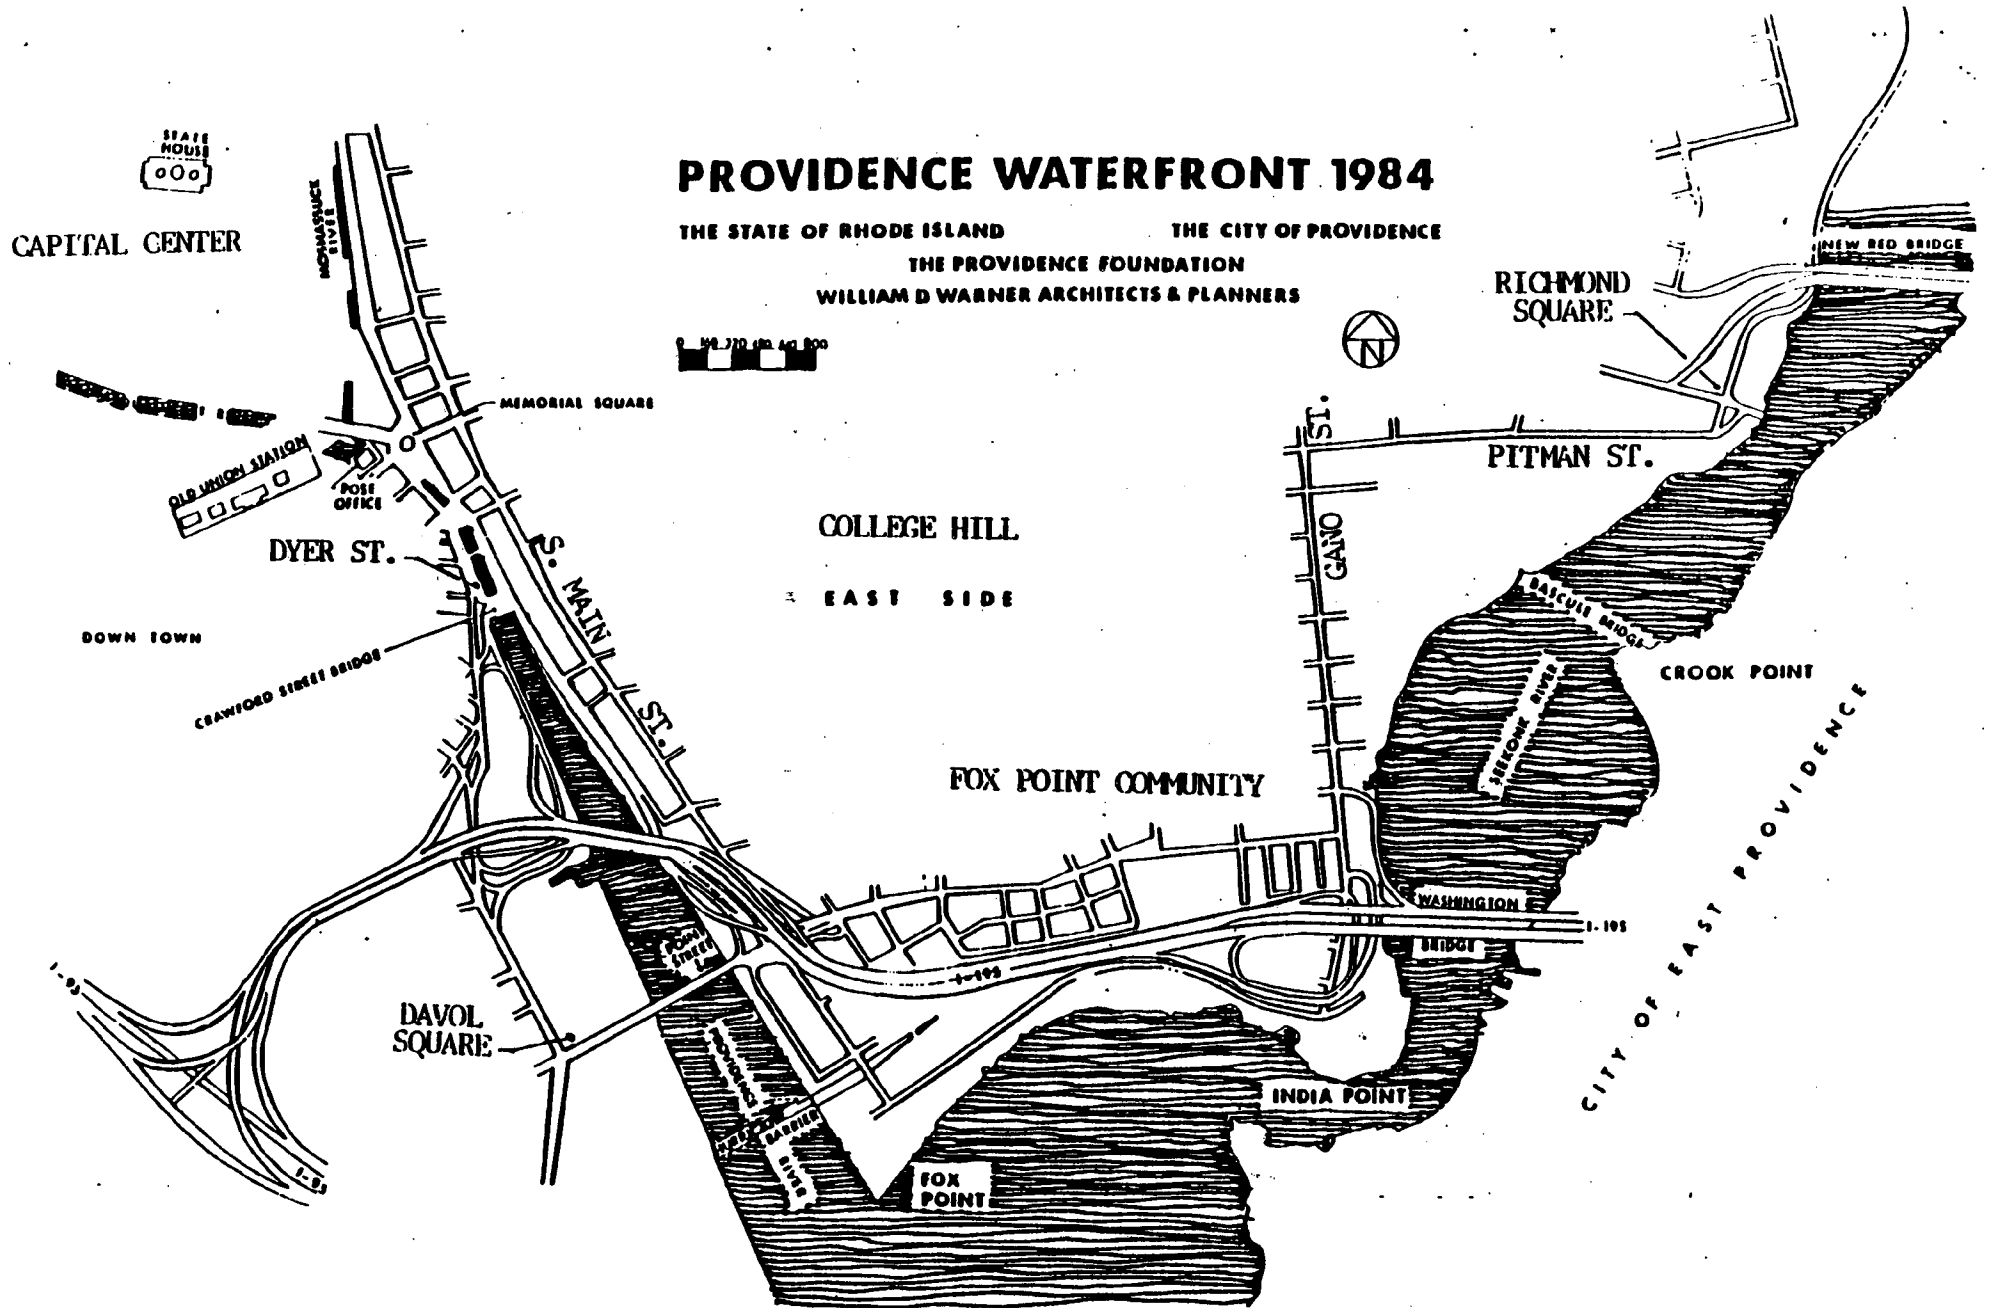 PROVIDENCE WATERFRONT 1984
THE STATE OF RHODE ISLAND
THE CITY OF PROVIDENCE
THE PROVIDENCE FOUNDATION
WILLIAM D WARNER ARCHITECTS & PLANNERS
STATE
HOUSE
MOSHASSUCK
RIVER
CAPITAL CENTER
NEW RED BRIDGE
RICHMOND
SQUARE
N
MEMORIAL SQUARE
ST.
PITMAN ST.
OLD UNION STATION
POST
OFFICE
COLLEGE HILL
GANO
DYER ST.
S. MAIN
ST.
EAST SIDE
BASCULE BRIDGE
DOWN TOWN
CRAWFORD STREET BRIDGE
CROOK POINT
SEEKONK RIVER
CITY OF EAST PROVIDENCE
FOX POINT COMMUNITY
WASHINGTON
BRIDGE
I-195
POINT
STREET
I-195
DAVOL
SQUARE
PROVIDENCE
RIVER
BARRIER
INDIA POINT
FOX
POINT